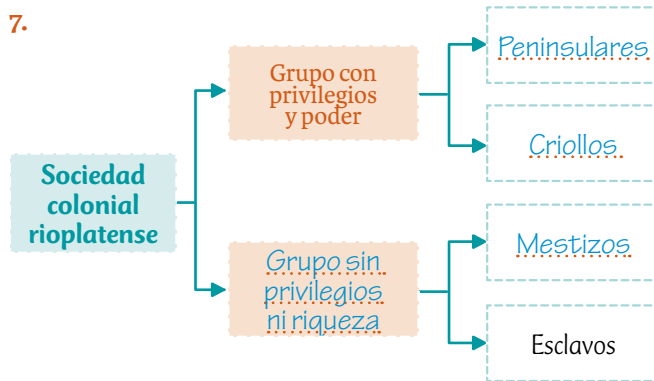 7.
Sociedad
colonial
rioplatense
Grupo con
privilegios
y poder
Peninsulares
Criollos
Grupo sin
privilegios
ni riqueza
Mestizos
Esclavos